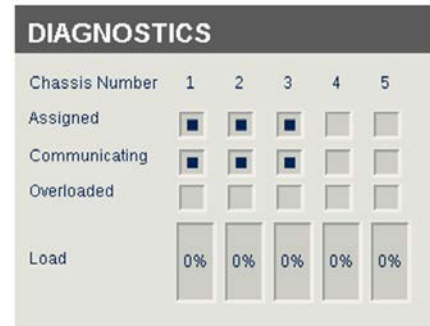 DIAGNOSTICS
Chassis Number 1 2 3 4 5
Assigned
Communicating
Overloaded
Load 0% 0% 0% 0% 0%